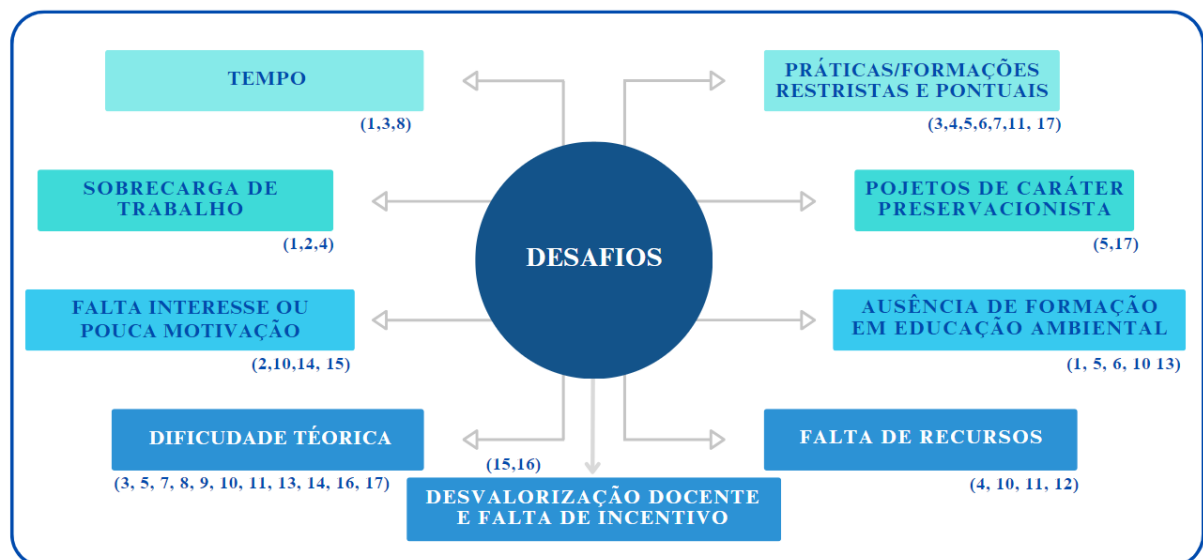 TEMPO
(1,3,8)
SOBRECARGA DE
TRABALHO
(1,2,4)
FALTA INTERESSE OU
POUCA MOTIVAÇÃO
(2,10,14, 15)
DIFICUDADE TÉORICA
(3, 5, 7, 8, 9, 10, 11, 13, 14, 16, 17)
DESAFIOS
(15,16)
DESVALORIZAÇÃO DOCENTE
E FALTA DE INCENTIVO
PRÁTICAS/FORMAÇÕES
RESTRISTAS E PONTUAIS
(3,4,5,6,7,11, 17)
POJETOS DE CARÁTER
PRESERVACIONISTA
(5,17)
AUSÊNCIA DE FORMAÇÃO
EM EDUCAÇÃO AMBIENTAL
(1, 5, 6, 10 13)
FALTA DE RECURSOS
(4, 10, 11, 12)